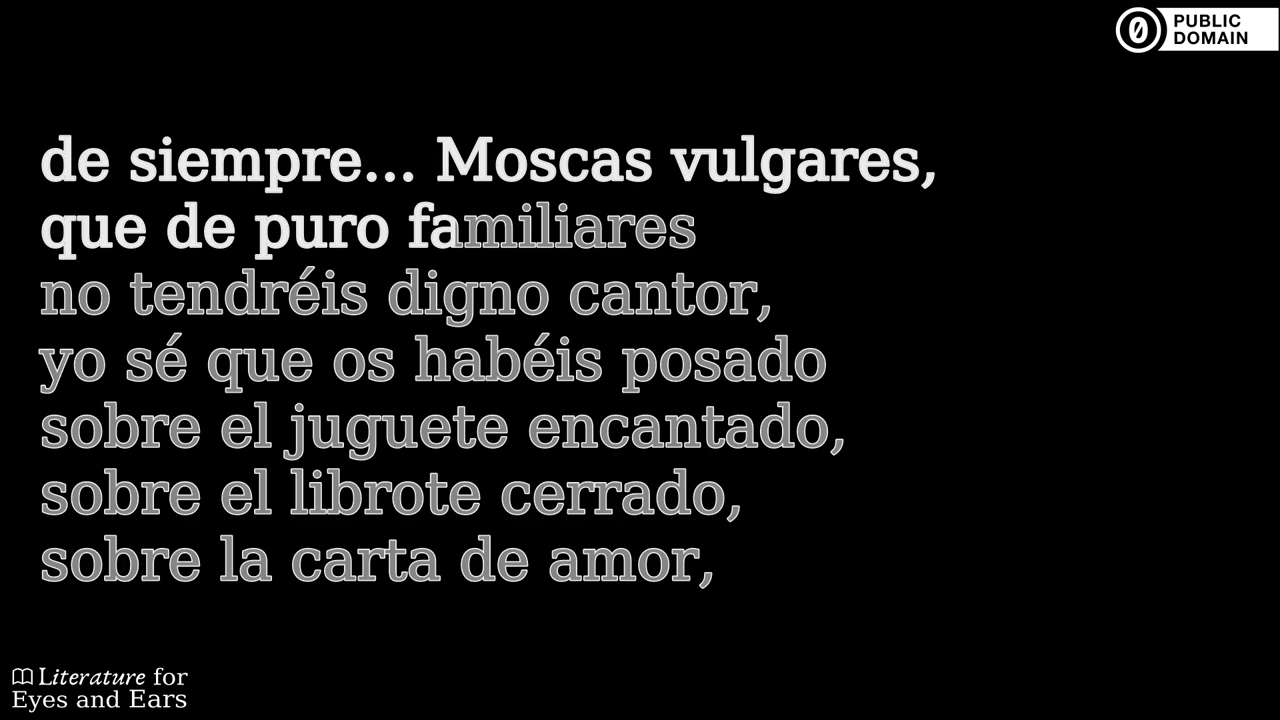 PUBLIC
DOMAIN
de siempre... Moscas vulgares,
que de puro familiares
no tendréis digno cantor,
yo sé que os habéis posado
sobre el juguete encantado,
sobre el librote cerrado,
sobre la carta de amor,
Literature for
Eyes and Ears